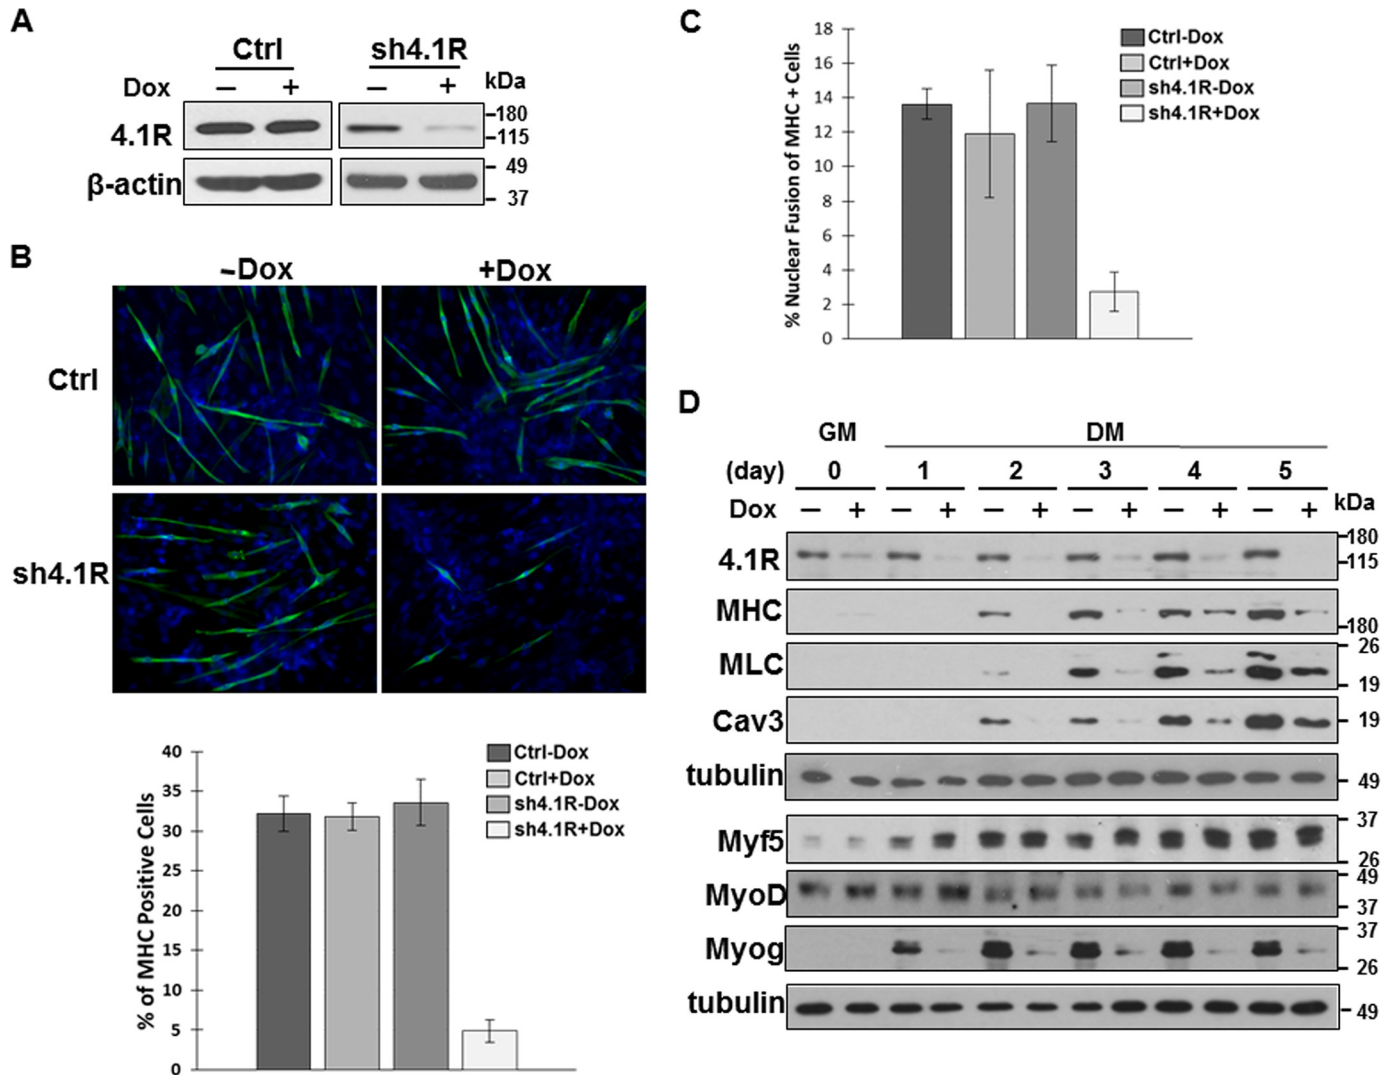 A
Ctrl sh4.1R
Dox – + – + kDa
4.1R
180
115
β-actin
49
37
B
–Dox +Dox
Ctrl
sh4.1R
% of MHC Positive Cells
40
35
30
25
20
15
10
5
0
Ctrl-Dox
Ctrl+Dox
sh4.1R-Dox
sh4.1R+Dox
C
% Nuclear Fusion of MHC + Cells
18
16
14
12
10
8
6
4
2
0
Ctrl-Dox
Ctrl+Dox
sh4.1R-Dox
sh4.1R+Dox
D
GM DM
(day) 0 1 2 3 4 5
Dox – + – + – + – + – + – + kDa
4.1R
180
115
MHC
180
MLC
26
19
Cav3 19
tubulin 49
Myf5
37
26
MyoD
49
37
Myog
37
26
tubulin 49